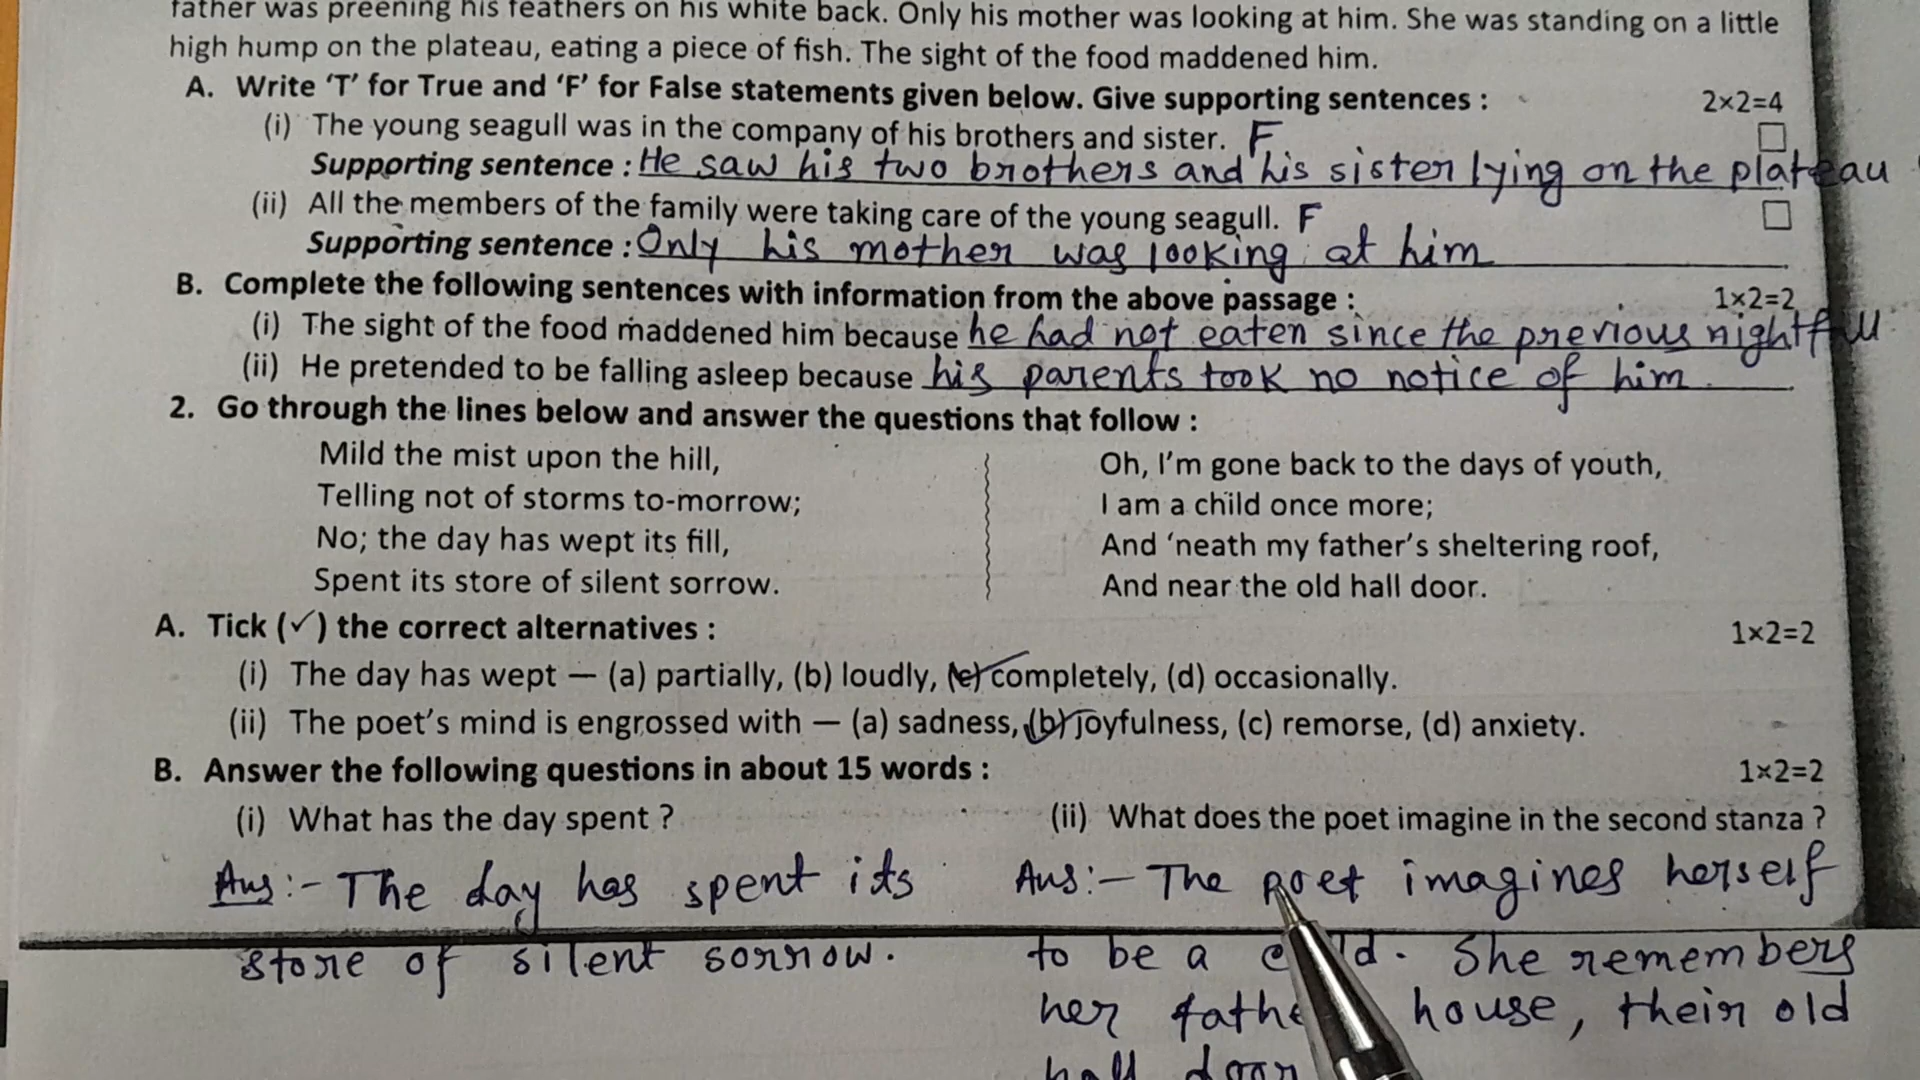 father was preening his feathers on his white back. Only his mother was looking at him. She was standing on a little
high hump on the plateau, eating a piece of fish. The sight of the food maddened him.
A. Write ‘T’ for True and ‘F’ for False statements given below. Give supporting sentences : 2×2=4
(i) The young seagull was in the company of his brothers and sister. F
Supporting sentence : He saw his two brothers and his sister lying on the plateau
(ii) All the members of the family were taking care of the young seagull. F
Supporting sentence : Only his mother was looking at him
B. Complete the following sentences with information from the above passage : 1×2=2
(i) The sight of the food maddened him because he had not eaten since the previous nightfall
(ii) He pretended to be falling asleep because his parents took no notice of him.
2. Go through the lines below and answer the questions that follow :
Mild the mist upon the hill,
Telling not of storms to-morrow;
No; the day has wept its fill,
Spent its store of silent sorrow.
Oh, I’m gone back to the days of youth,
I am a child once more;
And ‘neath my father’s sheltering roof,
And near the old hall door.
A. Tick (✓) the correct alternatives : 1×2=2
(i) The day has wept — (a) partially, (b) loudly, (c) completely, (d) occasionally.
(ii) The poet’s mind is engrossed with — (a) sadness, (b) joyfulness, (c) remorse, (d) anxiety.
B. Answer the following questions in about 15 words : 1×2=2
(i) What has the day spent ?
Ans :- The day has spent its
store of silent sorrow.
(ii) What does the poet imagine in the second stanza ?
Ans :- The poet imagines herself
to be a child. She remembers
her house, their old
hall door